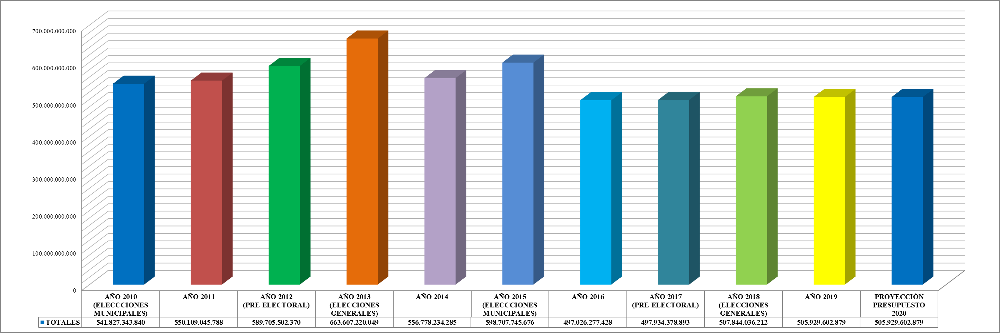 700.000.000.000
600.000.000.000
500.000.000.000
400.000.000.000
300.000.000.000
200.000.000.000
100.000.000.000
0
AÑO 2010
(ELECCCIONES
MUNICIPALES)
AÑO 2011
AÑO 2012
(PRE-ELECTORAL)
AÑO 2013
(ELECCIONES
GENERALES)
AÑO 2014
AÑO 2015
(ELECCCIONES
MUNICIPALES)
AÑO 2016
AÑO 2017
(PRE-ELECTORAL)
AÑO 2018
(ELECCIONES
GENERALES)
AÑO 2019
PROYECCIÓN
PRESUPUESTO
2020
TOTALES 541.827.343.840 550.109.045.788 589.705.502.370 663.607.220.049 556.778.234.285 598.707.745.676 497.026.277.428 497.934.378.893 507.844.036.212 505.929.602.879 505.929.602.879